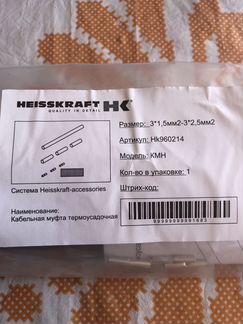 HEISSKRAFT HK
QUALITY IN DETAIL
Размер: 3*1,5мм2-3*2,5мм2
Артикул: Hk960214
Модель: КМН
Кол-во в упаковке: 1
Система Heisskraft-accessories
Штрих-код:
Наименование:
Кабельная муфта термоусадочная